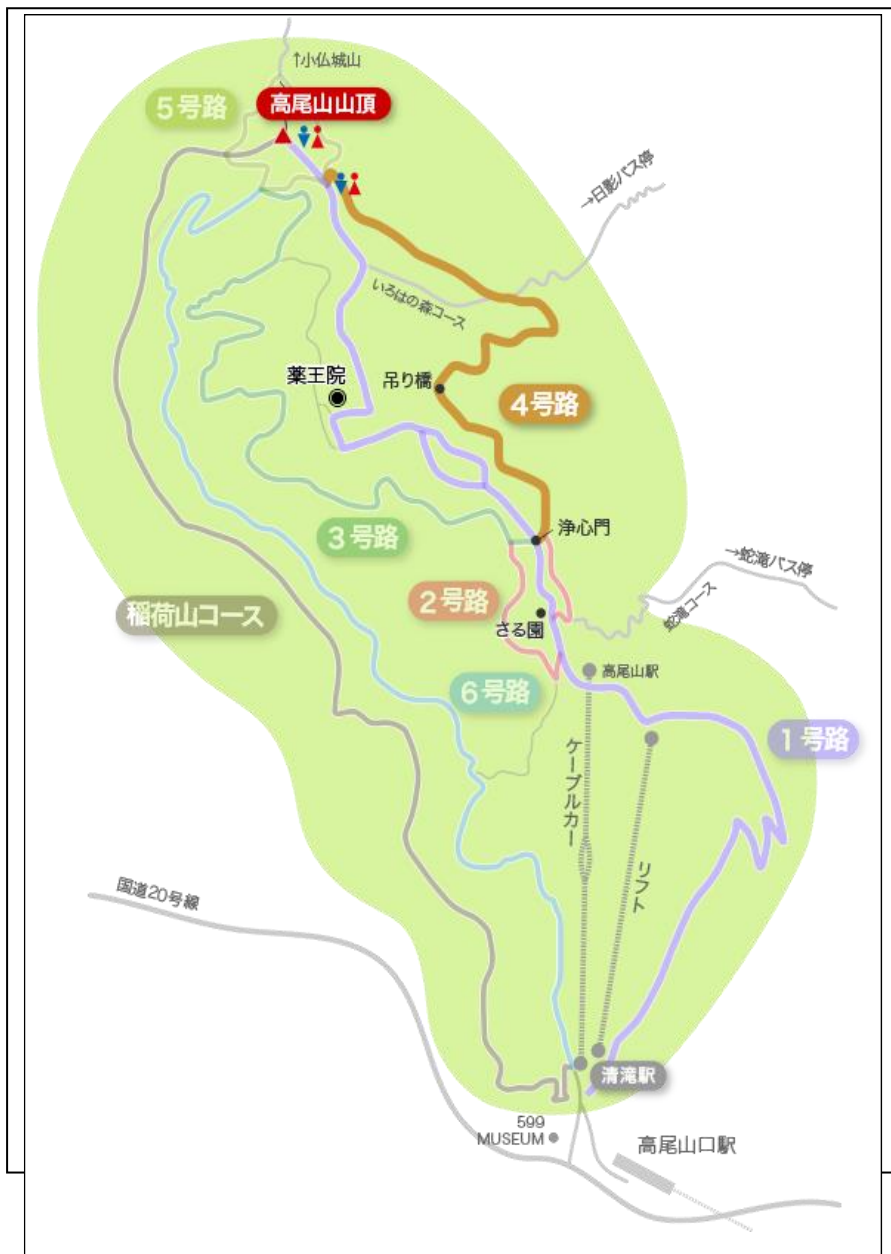 ↑小仏城山
5号路
高尾山山頂
→日影バス停
いろはの森コース
薬王院
吊り橋
4号路
浄心門
3号路
→蛇滝バス停
蛇滝コース
2号路
稲荷山コース
さる園
高尾山駅
6号路
1号路
ケーブルカー
リフト
国道20号線
清滝駅
599
MUSEUM
高尾山口駅